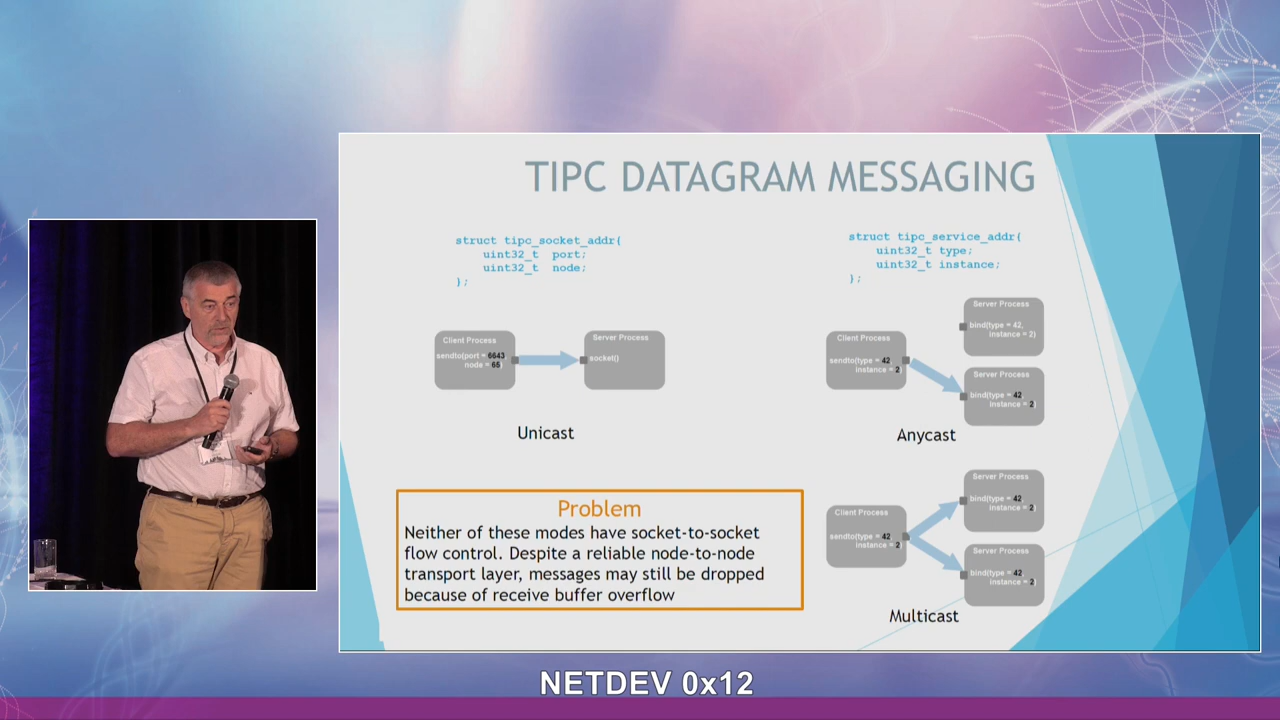 TIPC DATAGRAM MESSAGING
struct tipc_socket_addr{
uint32_t port;
uint32_t node;
};
Client Process
sendto(port = 6643
node = 65)
Server Process
socket()
Unicast
struct tipc_service_addr{
uint32_t type;
uint32_t instance;
};
Client Process
sendto(type = 42,
instance = 2)
Server Process
bind(type = 42,
instance = 2)
Server Process
bind(type = 42,
instance = 2)
Anycast
Client Process
sendto(type = 42,
instance = 2)
Server Process
bind(type = 42,
instance = 2)
Server Process
bind(type = 42,
instance = 2)
Multicast
Problem
Neither of these modes have socket-to-socket
flow control. Despite a reliable node-to-node
transport layer, messages may still be dropped
because of receive buffer overflow
NETDEV 0x12